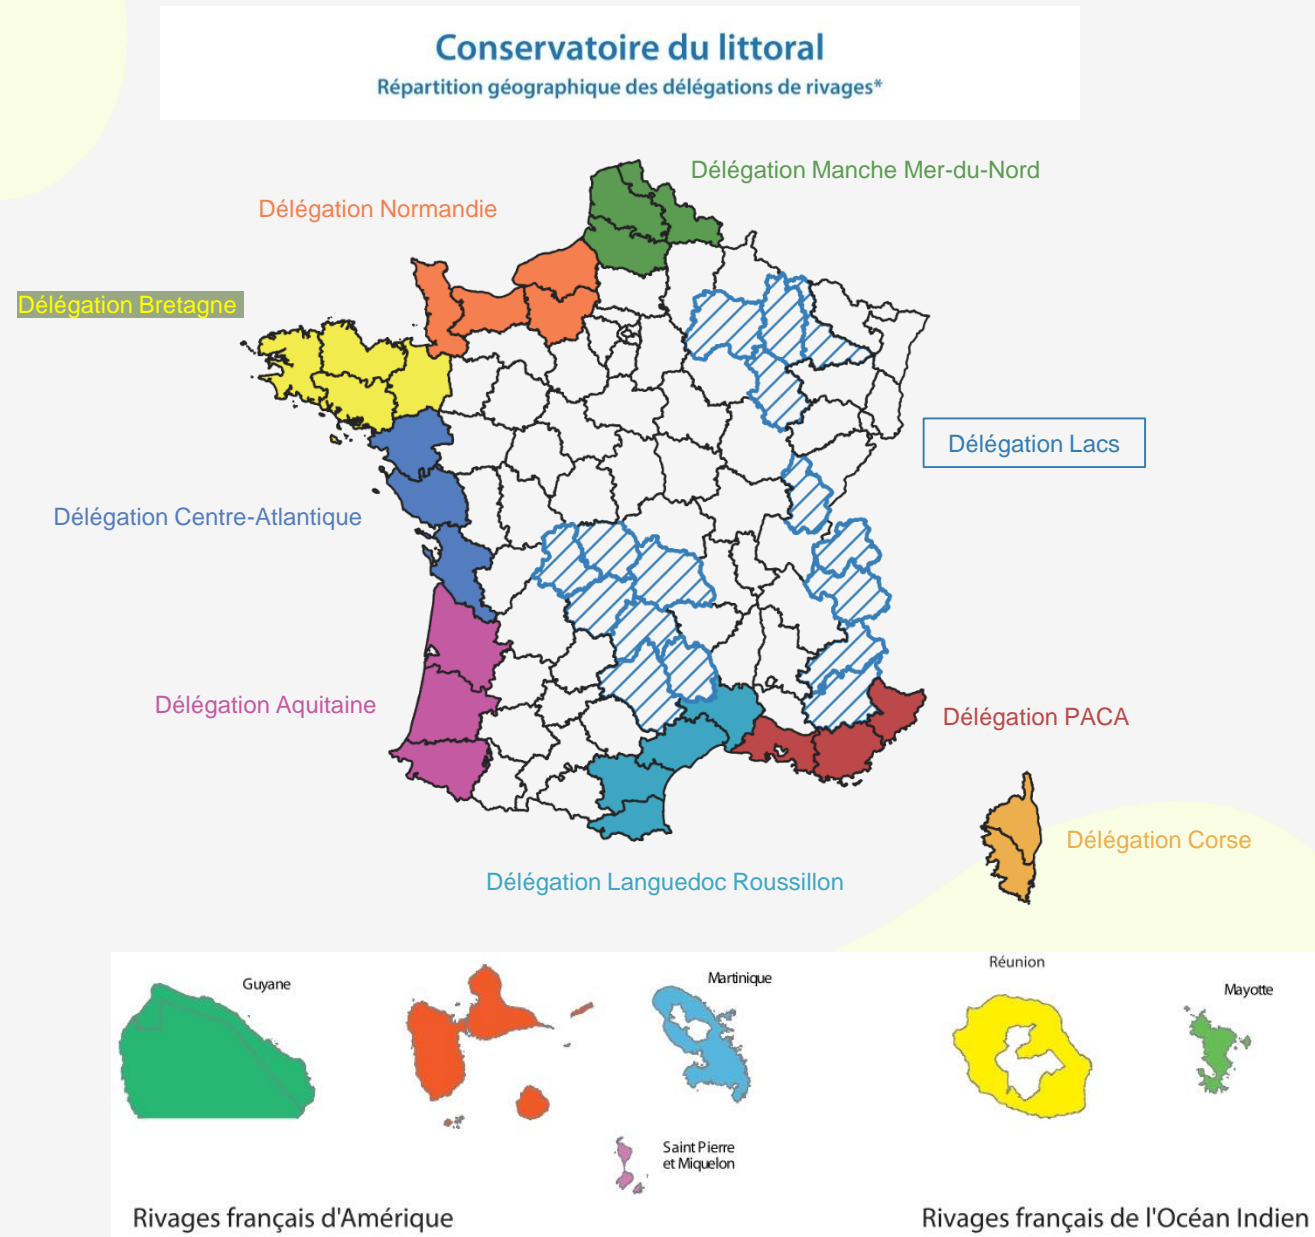 Conservatoire du littoral
Répartition géographique des délégations de rivages*
Délégation Manche Mer-du-Nord
Délégation Normandie
Délégation Bretagne
Délégation Lacs
Délégation Centre-Atlantique
Délégation Aquitaine
Délégation PACA
Délégation Corse
Délégation Languedoc Roussillon
Guyane
Martinique
Réunion
Mayotte
Saint Pierre
et Miquelon
Rivages français d'Amérique
Rivages français de l'Océan Indien